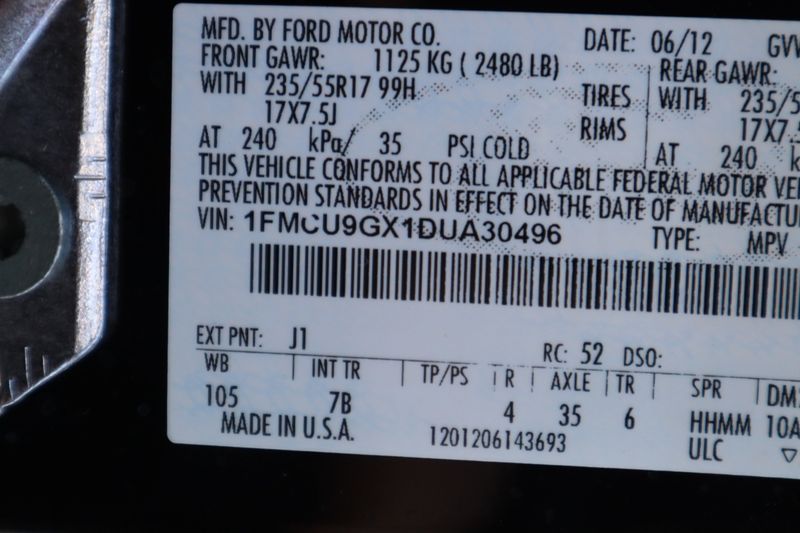 MFD. BY FORD MOTOR CO.
DATE: 06/12
FRONT GAWR: 1125 KG ( 2480 LB)
REAR GAWR:
WITH 235/55R17 99H TIRES
WITH
17X7.5J RIMS
AT 240 kPa/ 35 PSI COLD
AT 240
THIS VEHICLE CONFORMS TO ALL APPLICABLE FEDERAL MOTOR
PREVENTION STANDARDS IN EFFECT ON THE DATE OF
VIN: 1FMCU9GX1DUA30496
TYPE: MPV
EXT PNT: J1 RC: 52 DSO:
WB INT TR TP/PS R AXLE TR SPR
105 7B 4 35 6 HHMM
ULC
MADE IN U.S.A. 1201206143693